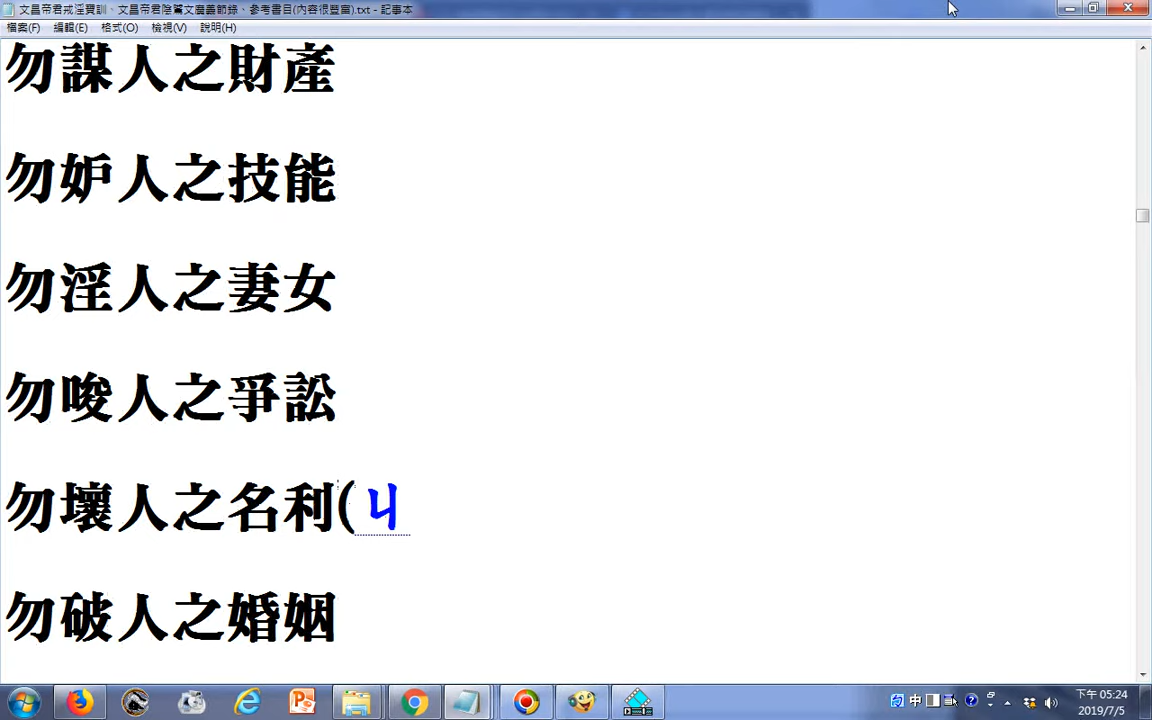 文昌帝君戒淫寶訓、文昌帝君陰騭文廣義節錄、參考書目(內容很豐富).txt - 記事本
檔案(F) 編輯(E) 格式(O) 檢視(V) 說明(H)
勿謀人之財產
勿妒人之技能
勿淫人之妻女
勿唆人之爭訟
勿壞人之名利(ㄐ
勿破人之婚姻
中
下午 05:24
2019/7/5